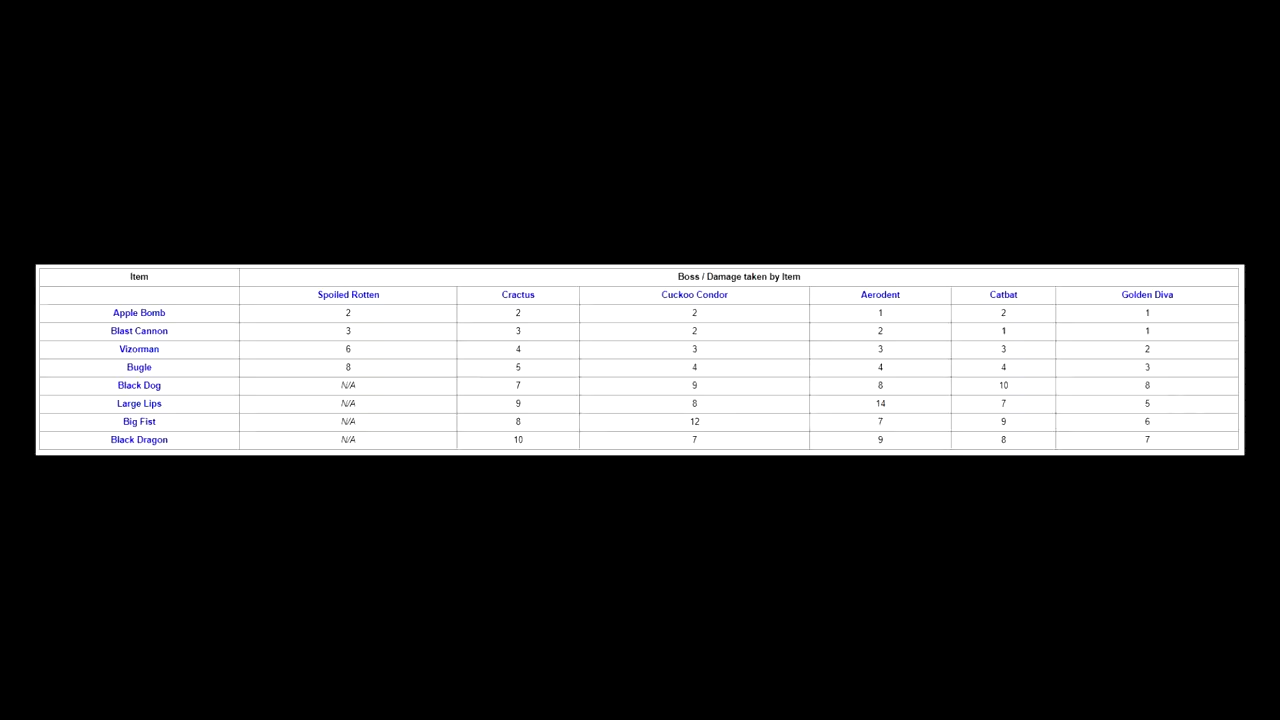 Item Boss / Damage taken by Item
Spoiled Rotten Cractus Cuckoo Condor Aerodent Catbat Golden Diva
Apple Bomb 2 2 2 1 2 1
Blast Cannon 3 3 2 2 1 1
Vizorman 6 4 3 3 3 2
Bugle 8 5 4 4 4 3
Black Dog N/A 7 9 8 10 8
Large Lips N/A 9 8 14 7 5
Big Fist N/A 8 12 7 9 6
Black Dragon N/A 10 7 9 8 7